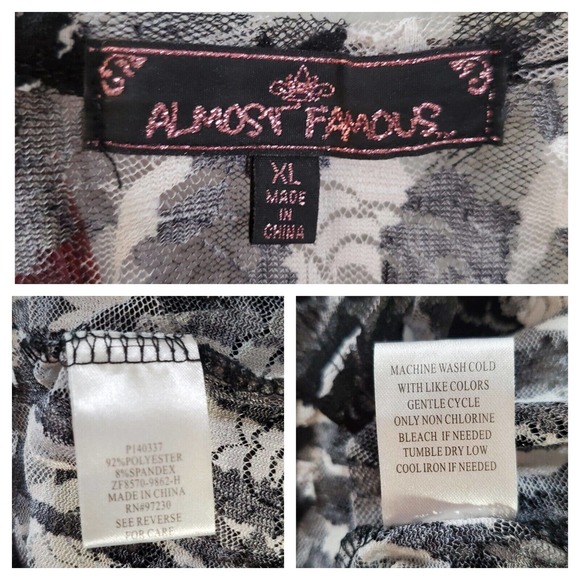 ALMOST FAMOUS...
XL
MADE
IN
CHINA
P140337
92%POLYESTER
8%SPANDEX
ZF8570-9862-H
MADE IN CHINA
RN#97230
SEE REVERSE
FOR CARE
MACHINE WASH COLD
WITH LIKE COLORS
GENTLE CYCLE
ONLY NON CHLORINE
BLEACH IF NEEDED
TUMBLE DRY LOW
COOL IRON IF NEEDED